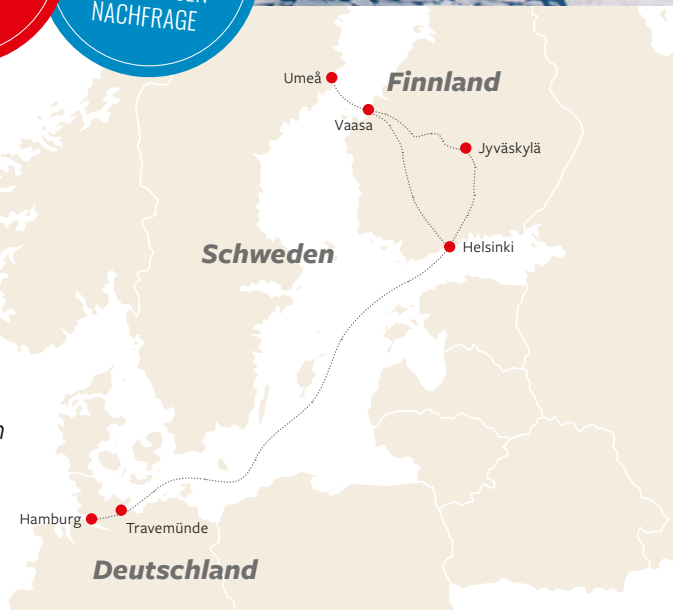 NACHFRAGE
Umeå
Finnland
Vaasa
Jyväskylä
Schweden
Helsinki
Hamburg
Travemünde
Deutschland